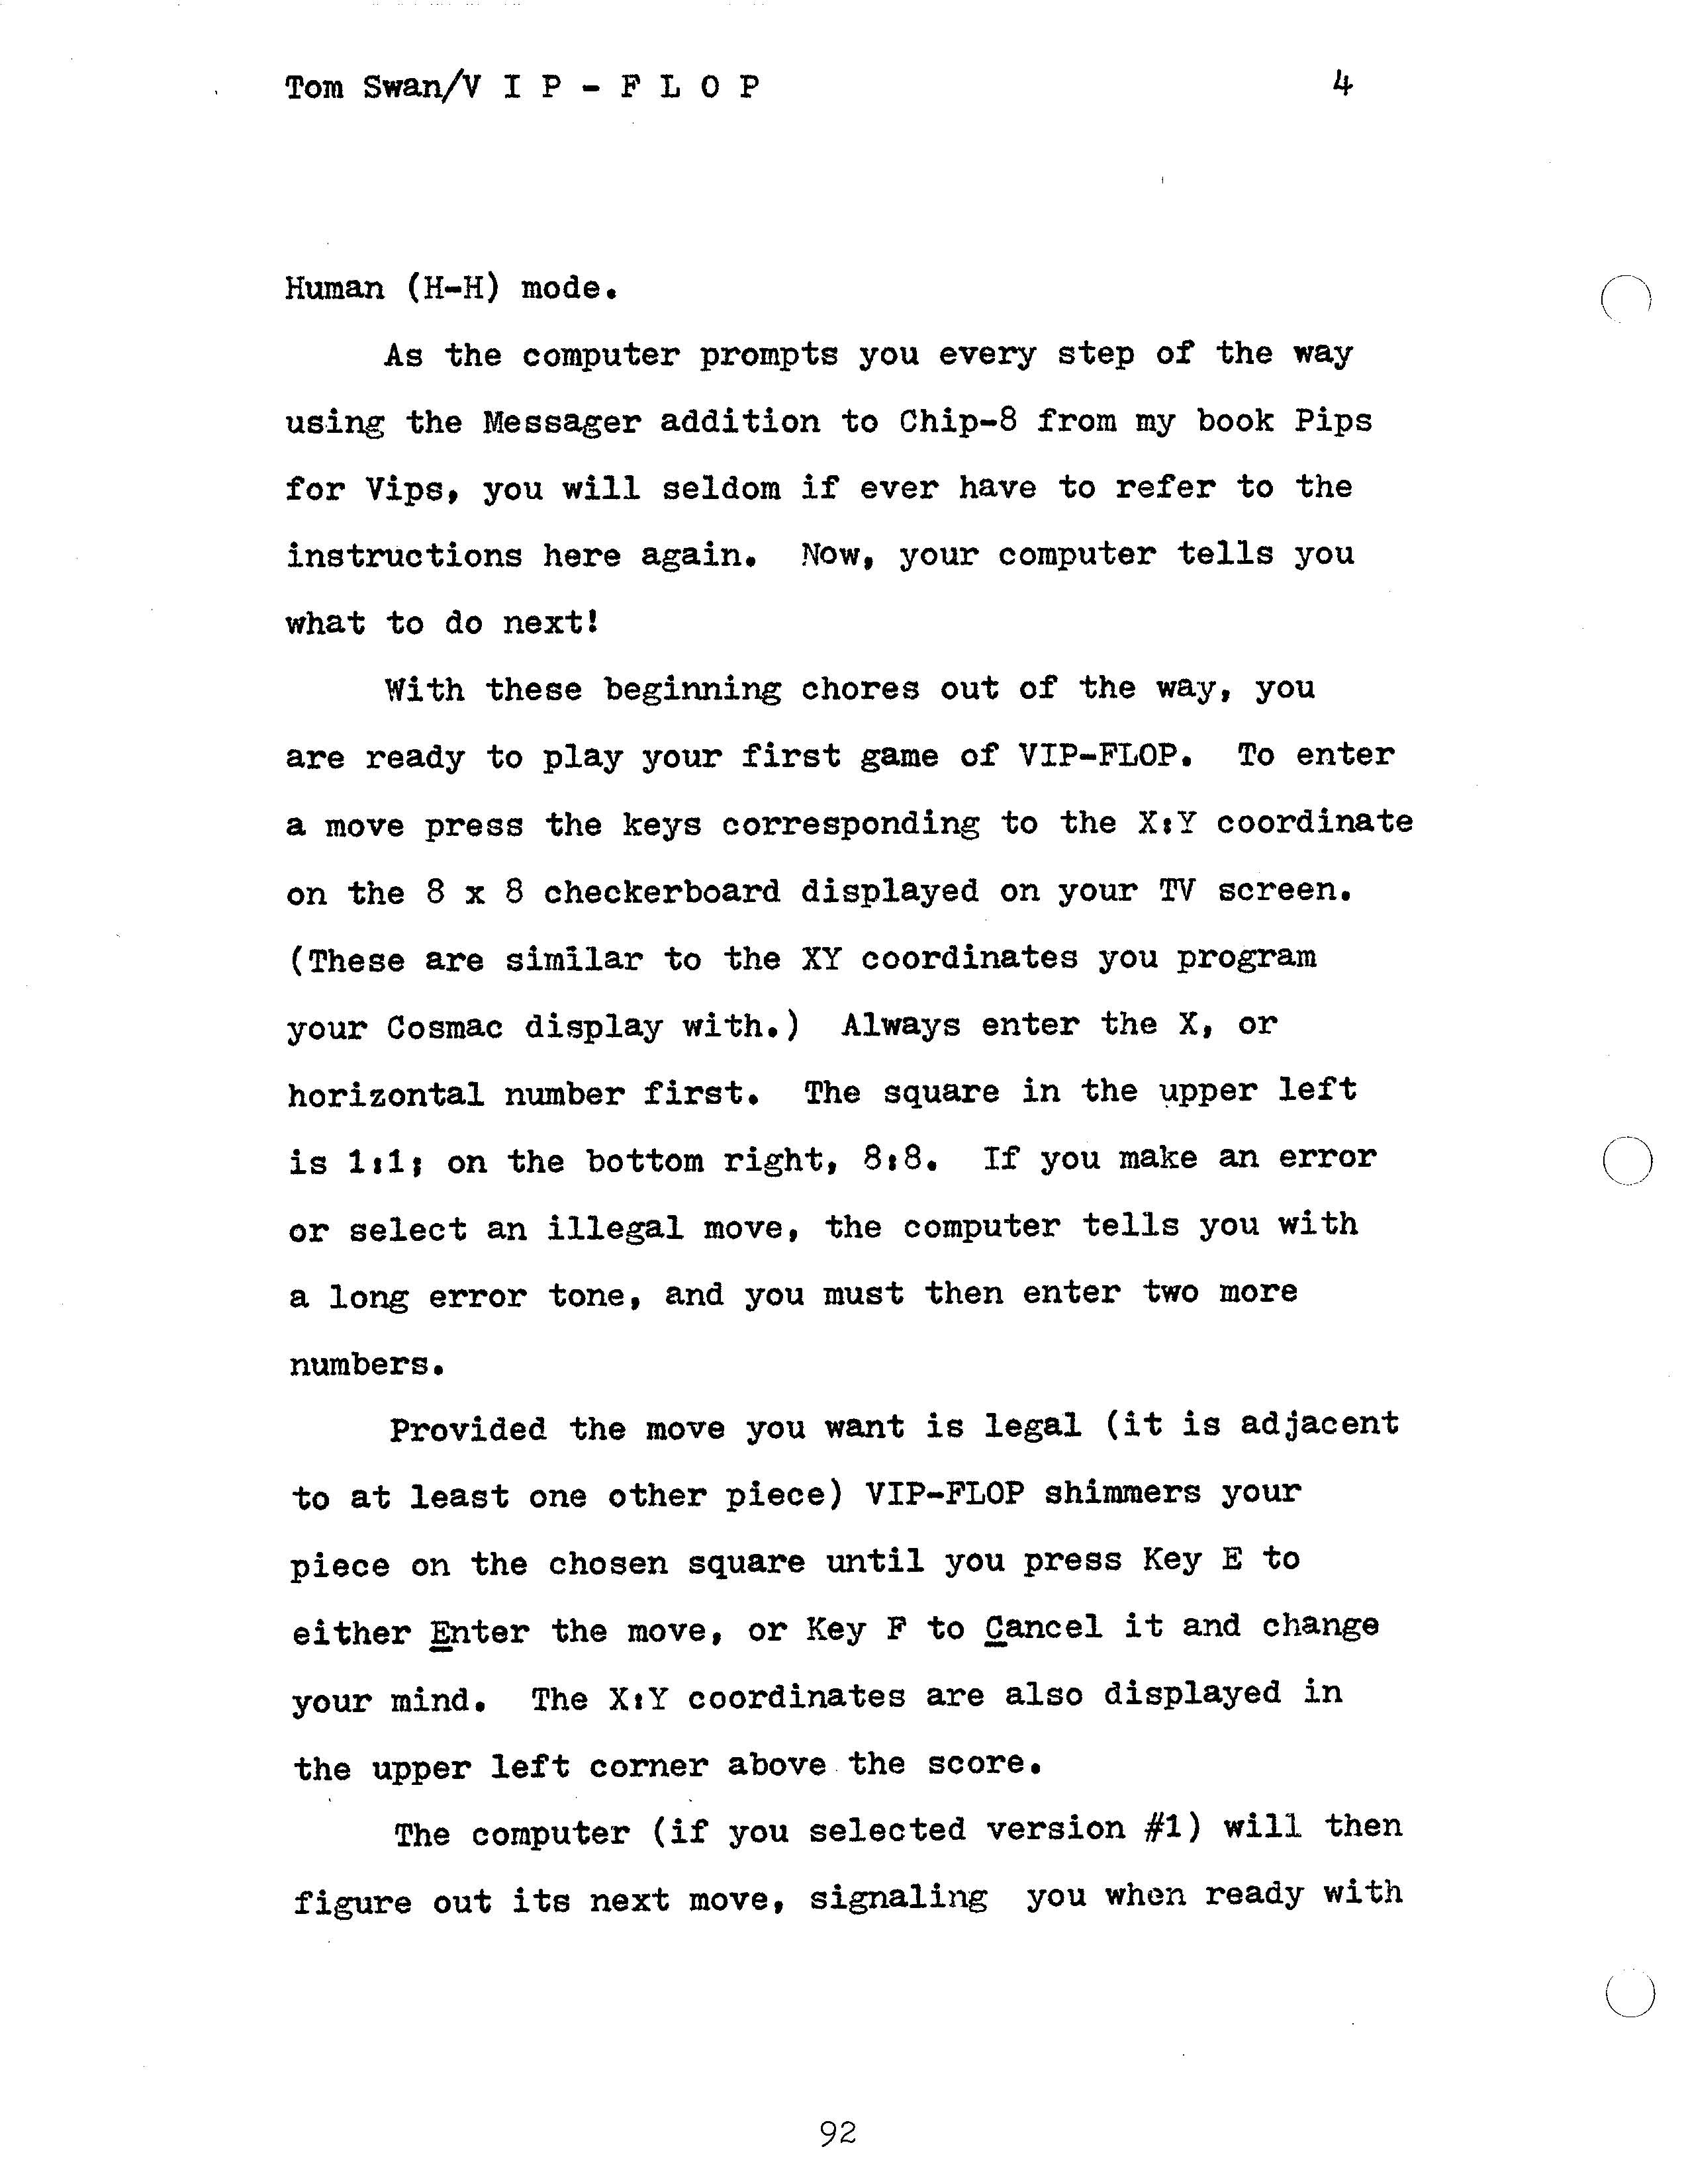 Tom Swan/V I P - F L O P 4
Human (H-H) mode.
As the computer prompts you every step of the way
using the Messager addition to Chip-8 from my book Pips
for Vips, you will seldom if ever have to refer to the
instructions here again.  Now, your computer tells you
what to do next!
With these beginning chores out of the way, you
are ready to play your first game of VIP-FLOP.  To enter
a move press the keys corresponding to the X:Y coordinate
on the 8 x 8 checkerboard displayed on your TV screen.
(These are similar to the XY coordinates you program
your Cosmac display with.)  Always enter the X, or
horizontal number first.  The square in the upper left
is 1:1; on the bottom right, 8:8.  If you make an error
or select an illegal move, the computer tells you with
a long error tone, and you must then enter two more
numbers.
Provided the move you want is legal (it is adjacent
to at least one other piece) VIP-FLOP shimmers your
piece on the chosen square until you press Key E to
either Enter the move, or Key F to Cancel it and change
your mind.  The X:Y coordinates are also displayed in
the upper left corner above the score.
The computer (if you selected version #1) will then
figure out its next move, signaling  you when ready with
92